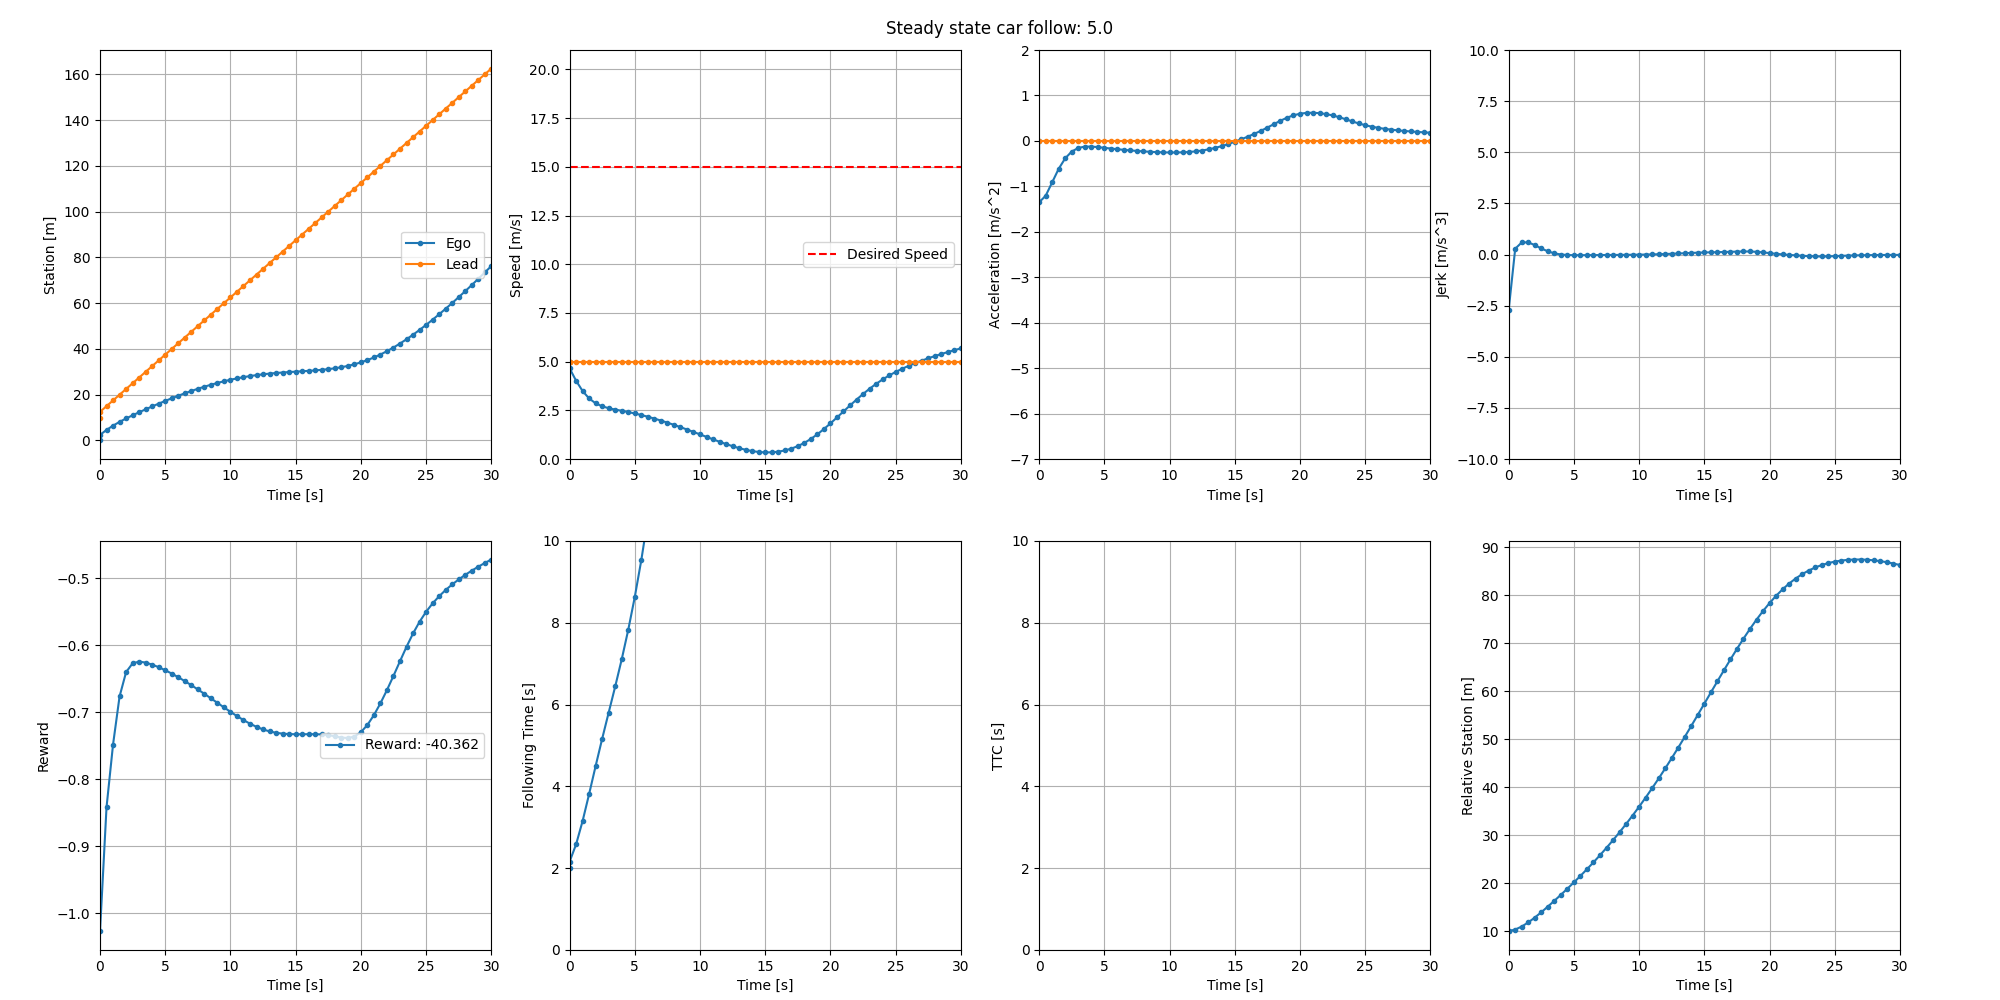 Steady state car follow: 5.0
160
140
120
100
80
60
40
20
0
Station [m]
Ego
Lead
0 5 10 15 20 25 30
Time [s]
20.0
17.5
15.0
12.5
10.0
7.5
5.0
2.5
0.0
Speed [m/s]
Desired Speed
0 5 10 15 20 25 30
Time [s]
2
1
0
−1
−2
−3
−4
−5
−6
−7
Acceleration [m/s^2]
0 5 10 15 20 25 30
Time [s]
10.0
7.5
5.0
2.5
0.0
−2.5
−5.0
−7.5
−10.0
Jerk [m/s^3]
0 5 10 15 20 25 30
Time [s]
−0.5
−0.6
−0.7
−0.8
−0.9
−1.0
Reward
Reward: -40.362
0 5 10 15 20 25 30
Time [s]
10
8
6
4
2
0
Following Time [s]
0 5 10 15 20 25 30
Time [s]
10
8
6
4
2
0
TTC [s]
0 5 10 15 20 25 30
Time [s]
90
80
70
60
50
40
30
20
10
Relative Station [m]
0 5 10 15 20 25 30
Time [s]